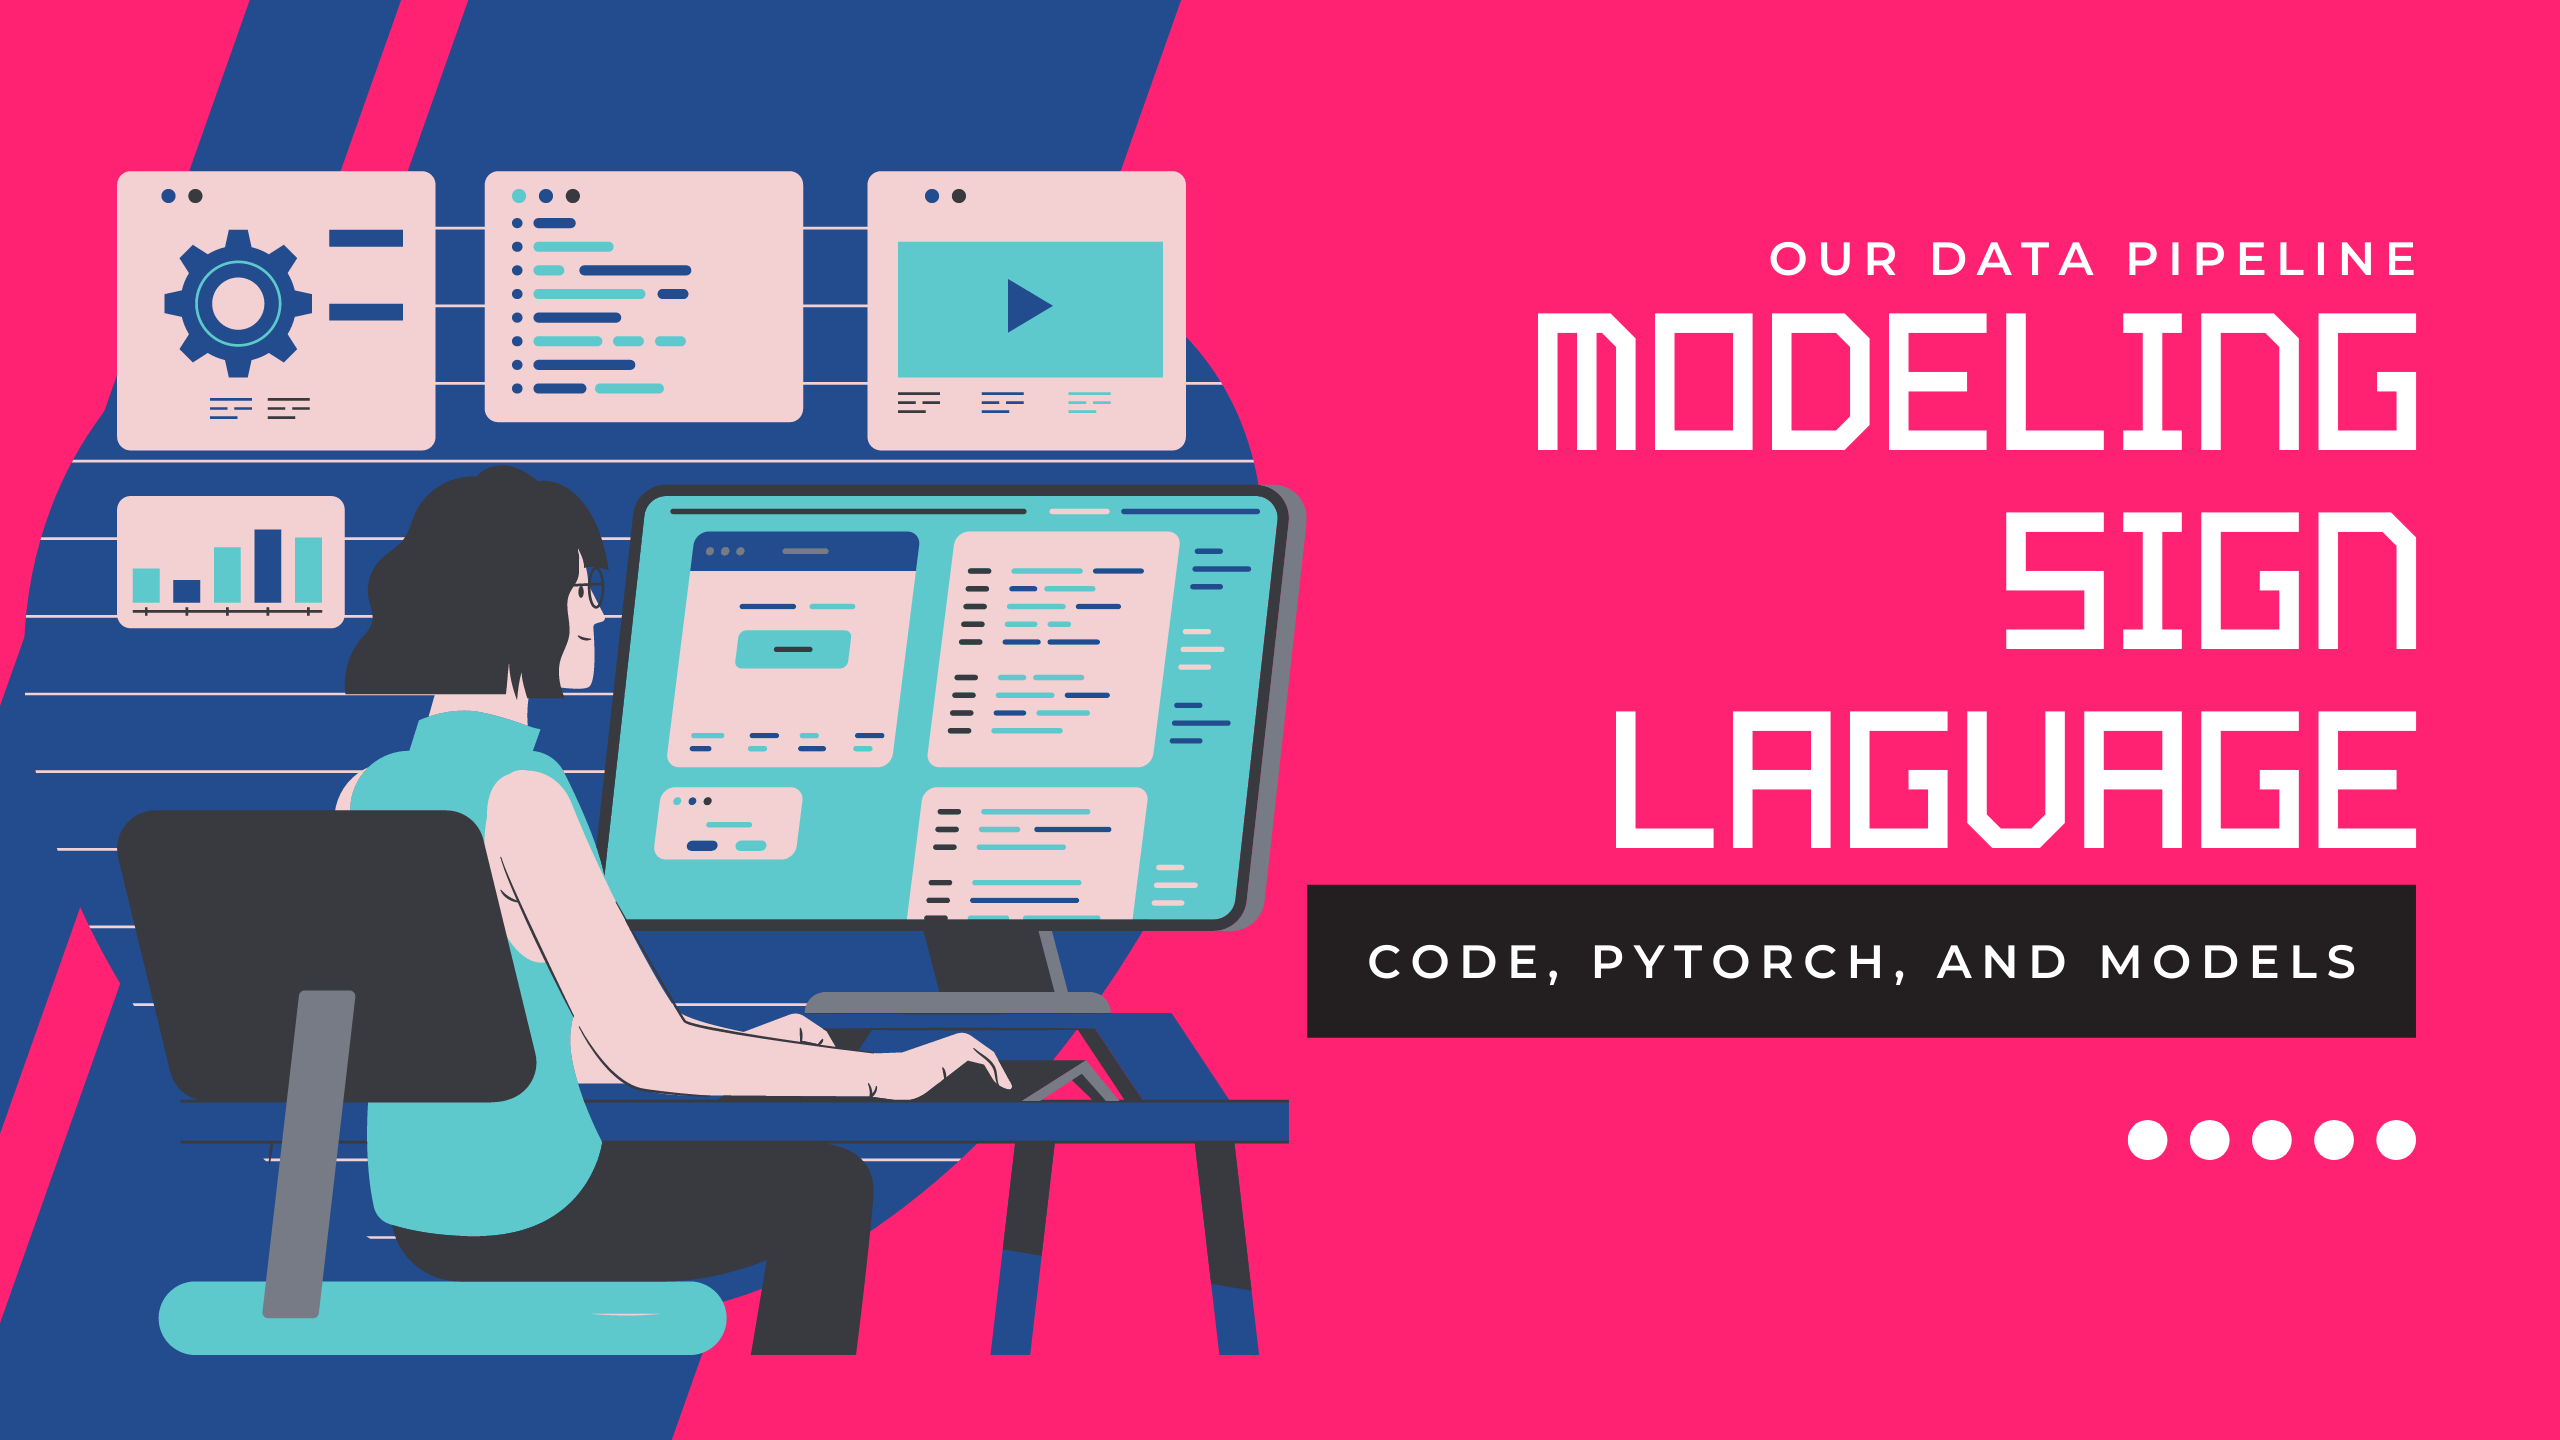 OUR DATA PIPELINE
MODELING
SIGN
LAGUAGE
CODE, PYTORCH, AND MODELS